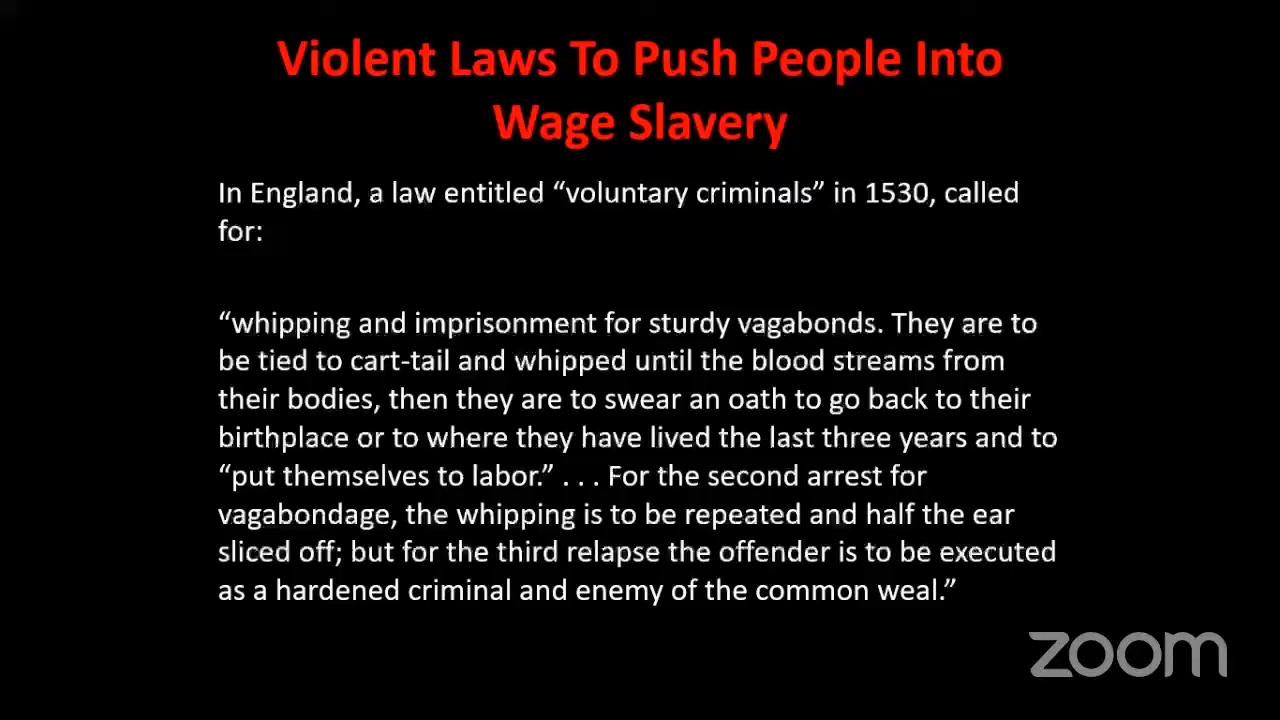 Violent Laws To Push People Into
Wage Slavery
In England, a law entitled “voluntary criminals” in 1530, called
for:
“whipping and imprisonment for sturdy vagabonds. They are to
be tied to cart-tail and whipped until the blood streams from
their bodies, then they are to swear an oath to go back to their
birthplace or to where they have lived the last three years and to
“put themselves to labor.” . . . For the second arrest for
vagabondage, the whipping is to be repeated and half the ear
sliced off; but for the third relapse the offender is to be executed
as a hardened criminal and enemy of the common weal.”
zoom